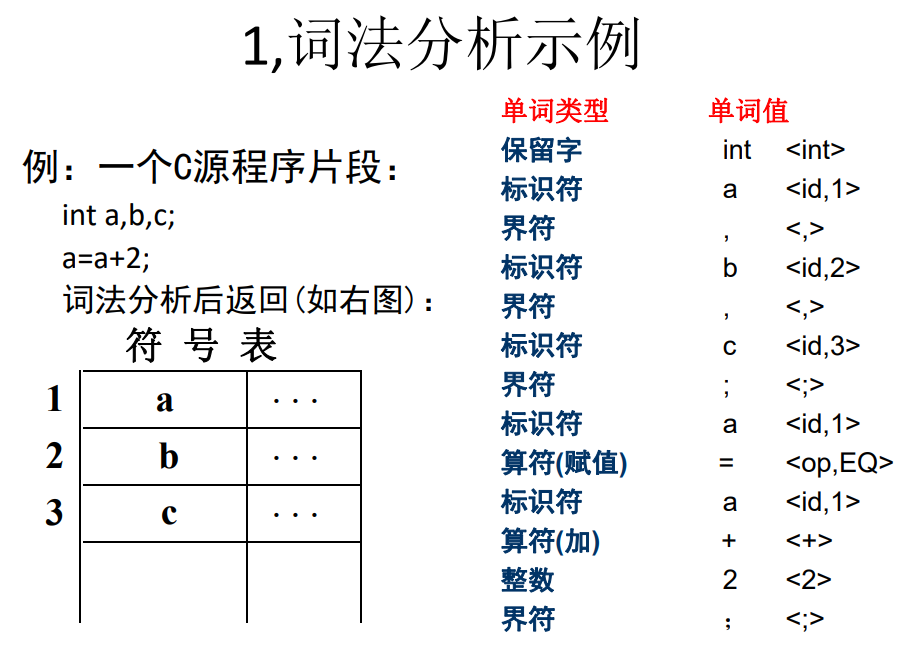 1,词法分析示例
例：一个C源程序片段：
int a,b,c;
a=a+2;
词法分析后返回(如右图)：
符 号 表
1 a ···
2 b ···
3 c ···
单词类型 单词值
保留字 int <int>
标识符 a <id,1>
界符 , <,>
标识符 b <id,2>
界符 , <,>
标识符 c <id,3>
界符 ; <;>
标识符 a <id,1>
算符(赋值) = <op,EQ>
标识符 a <id,1>
算符(加) + <+>
整数 2 <2>
界符 ； <;>